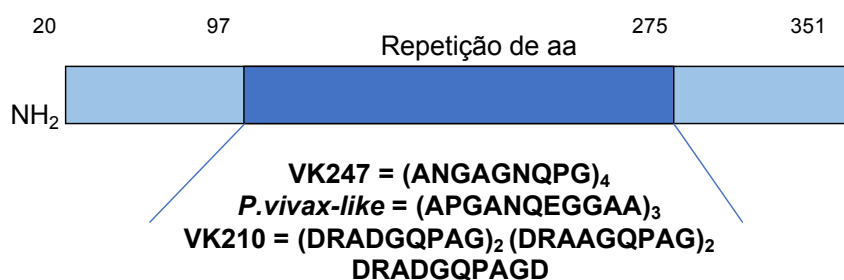 20 97 275 351
Repetição de aa
NH₂
VK247 = (ANGAGNQPG)₄
P.vivax-like = (APGANQEGGAA)₃
VK210 = (DRADGQPAG)₂ (DRAAGQPAG)₂
DRADGQPAGD